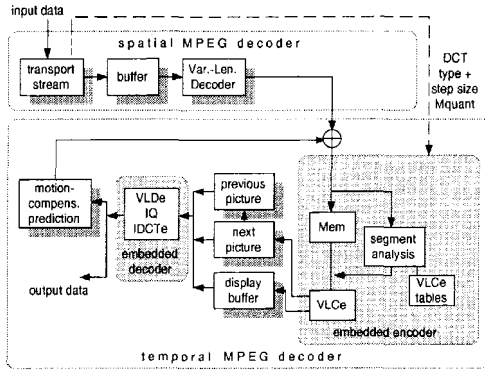 input data
spatial MPEG decoder
transport
stream
buffer
Var.-Len.
Decoder
DCT
type +
step size
Mquant
motion-
compens.
prediction
VLDe
IQ
IDCTe
embedded
decoder
previous
picture
next
picture
display
buffer
Mem
segment
analysis
VLCe
tables
VLCe
embedded encoder
output data
temporal MPEG decoder